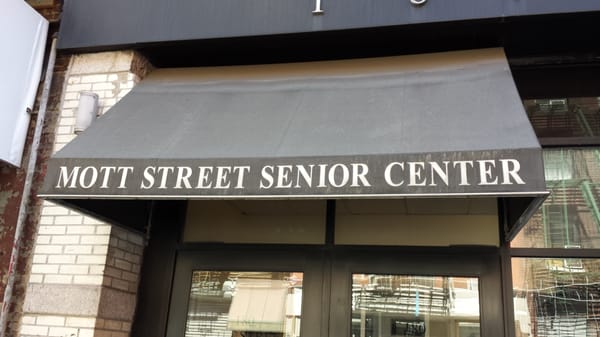 MOTT STREET SENIOR CENTER